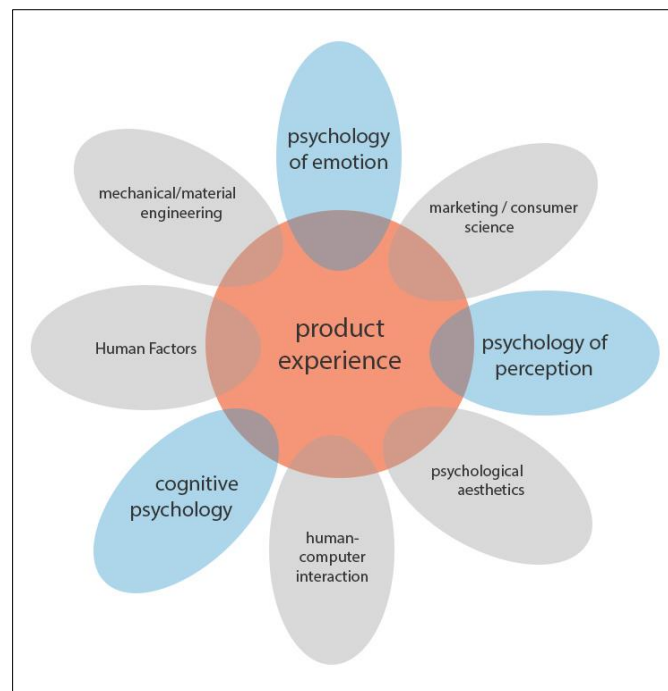 psychology
of emotion
mechanical/material
engineering
marketing / consumer
science
product
experience
Human Factors
psychology of
perception
cognitive
psychology
psychological
aesthetics
human-
computer
interaction